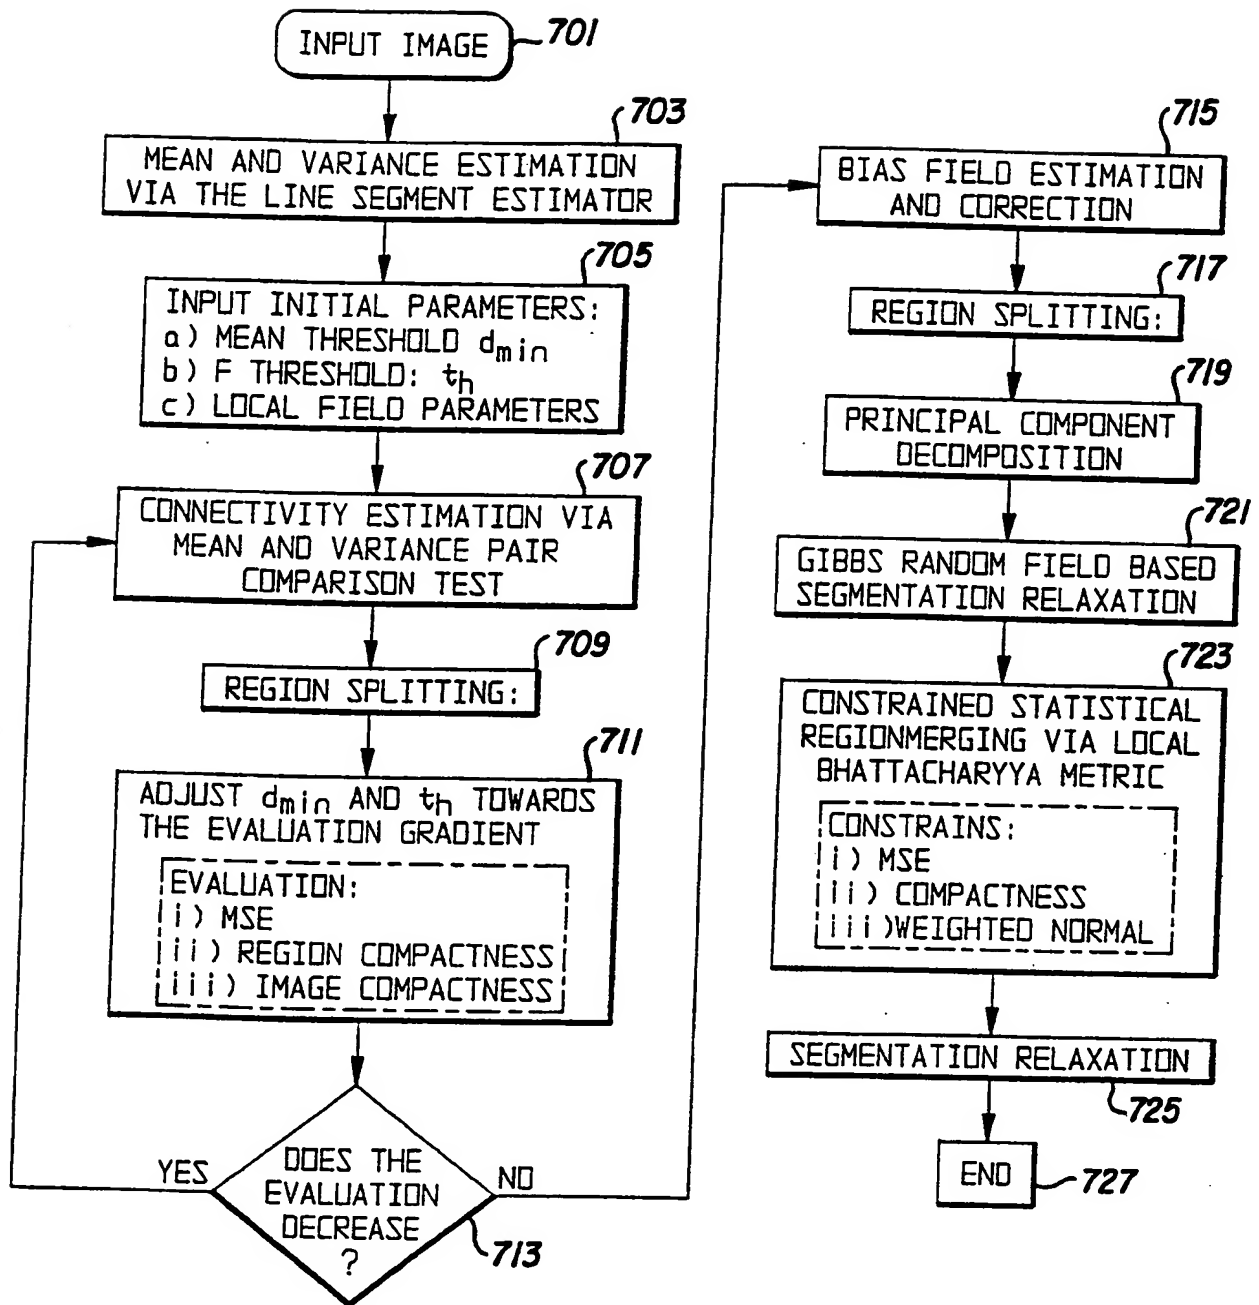 INPUT IMAGE
701
703
MEAN AND VARIANCE ESTIMATION
VIA THE LINE SEGMENT ESTIMATOR
705
INPUT INITIAL PARAMETERS:
a) MEAN THRESHOLD dmin
b) F THRESHOLD: th
c) LOCAL FIELD PARAMETERS
707
CONNECTIVITY ESTIMATION VIA
MEAN AND VARIANCE PAIR
COMPARISON TEST
709
REGION SPLITTING:
711
ADJUST dmin AND th TOWARDS
THE EVALUATION GRADIENT
EVALUATION:
i) MSE
ii) REGION COMPACTNESS
iii) IMAGE COMPACTNESS
YES
DOES THE
EVALUATION
DECREASE
?
NO
713
715
BIAS FIELD ESTIMATION
AND CORRECTION
717
REGION SPLITTING:
719
PRINCIPAL COMPONENT
DECOMPOSITION
721
GIBBS RANDOM FIELD BASED
SEGMENTATION RELAXATION
723
CONSTRAINED STATISTICAL
REGIONMERGING VIA LOCAL
BHATTACHARYYA METRIC
CONSTRAINS:
i) MSE
ii) COMPACTNESS
iii)WEIGHTED NORMAL
SEGMENTATION RELAXATION
725
END
727